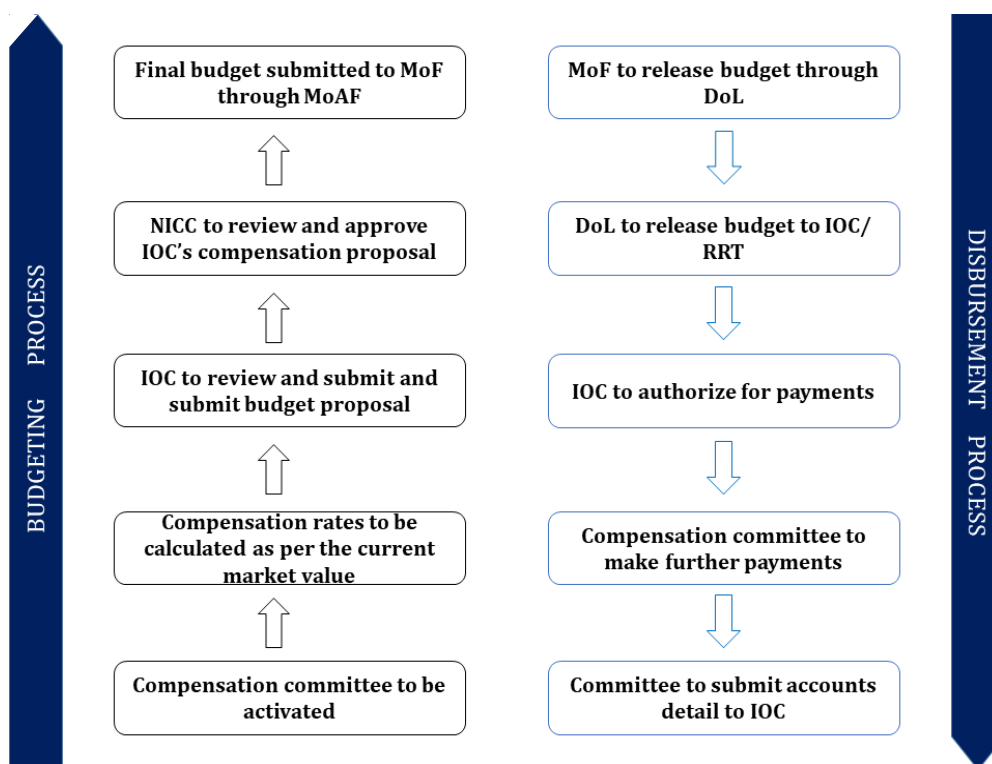 BUDGETING PROCESS
Final budget submitted to MoF
through MoAF
NICC to review and approve
IOC's compensation proposal
IOC to review and submit and
submit budget proposal
Compensation rates to be
calculated as per the current
market value
Compensation committee to be
activated
MoF to release budget through
DoL
DoL to release budget to IOC/
RRT
IOC to authorize for payments
Compensation committee to
make further payments
Committee to submit accounts
detail to IOC
DISBURSEMENT PROCESS